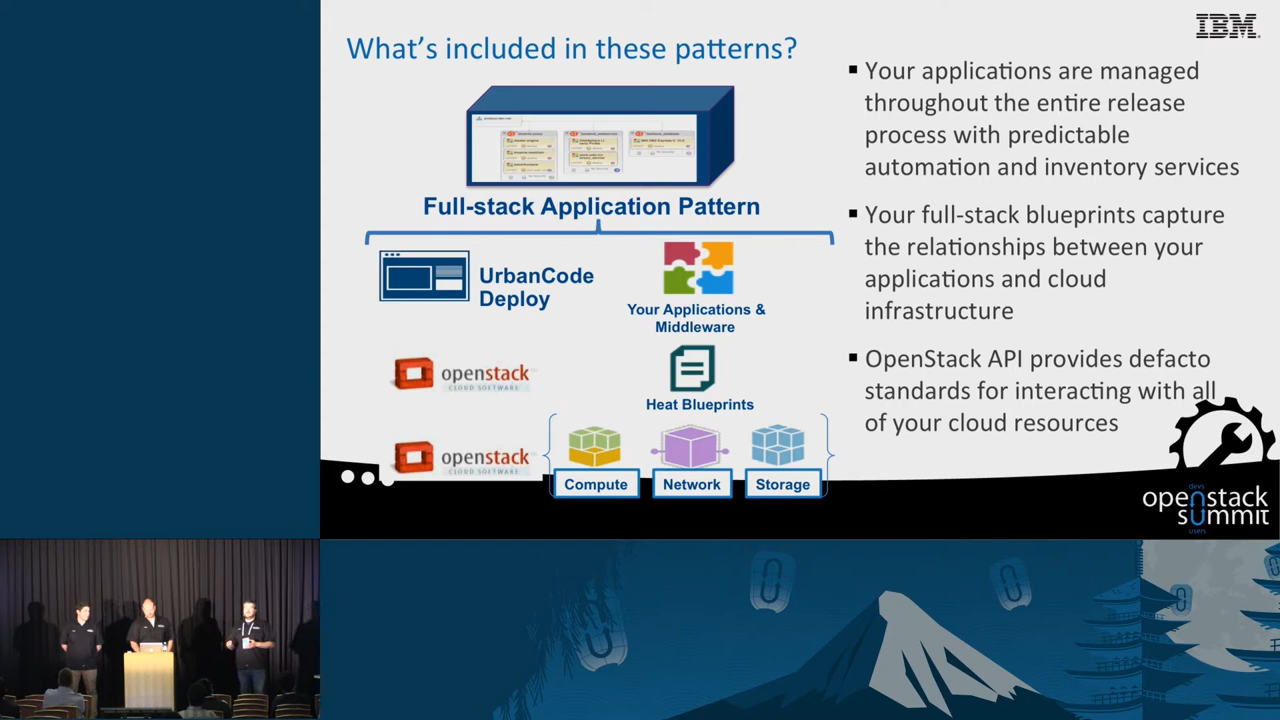 IBM
What's included in these patterns?
Full-stack Application Pattern
UrbanCode
Deploy
Your Applications &
Middleware
openstack
CLOUD SOFTWARE
Heat Blueprints
openstack
CLOUD SOFTWARE
Compute
Network
Storage
Your applications are managed
throughout the entire release
process with predictable
automation and inventory services
Your full-stack blueprints capture
the relationships between your
applications and cloud
infrastructure
OpenStack API provides defacto
standards for interacting with all
of your cloud resources
devs
openstack
summit
users